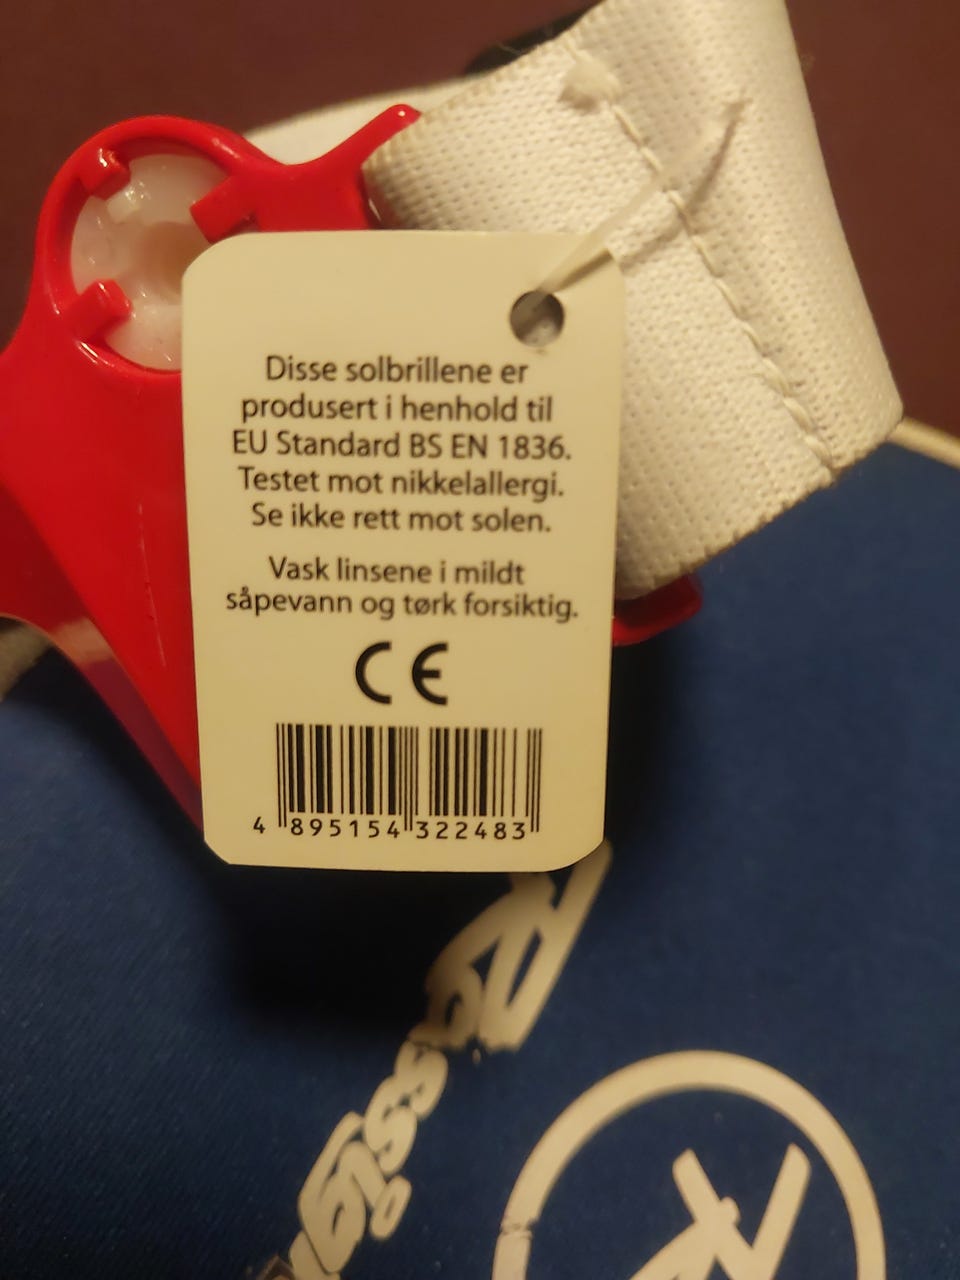 Disse solbrillene er
produsert i henhold til
EU Standard BS EN 1836.
Testet mot nikkelallergi.
Se ikke rett mot solen.
Vask linsene i mildt
såpevann og tørk forsiktig.
CE
4 895154 322483